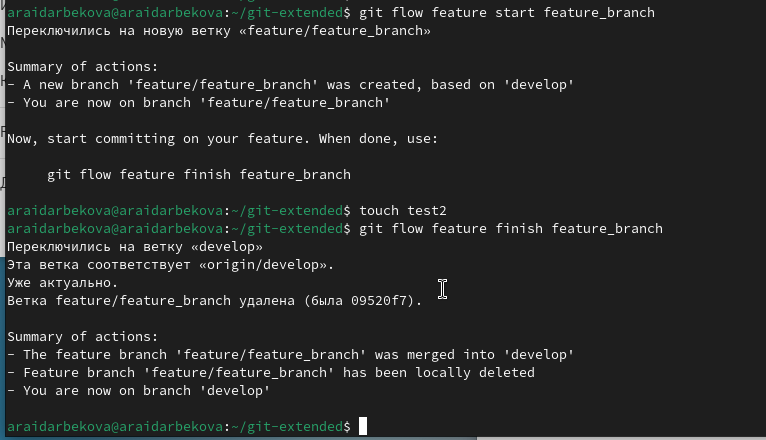 araidarbekova@araidarbekova:~/git-extended$ git flow feature start feature_branch
Переключились на новую ветку «feature/feature_branch»
Summary of actions:
- A new branch 'feature/feature_branch' was created, based on 'develop'
- You are now on branch 'feature/feature_branch'
Now, start committing on your feature. When done, use:
git flow feature finish feature_branch
araidarbekova@araidarbekova:~/git-extended$ touch test2
araidarbekova@araidarbekova:~/git-extended$ git flow feature finish feature_branch
Переключились на ветку «develop»
Эта ветка соответствует «origin/develop».
Уже актуально.
Ветка feature/feature_branch удалена (была 09520f7).
Summary of actions:
- The feature branch 'feature/feature_branch' was merged into 'develop'
- Feature branch 'feature/feature_branch' has been locally deleted
- You are now on branch 'develop'
araidarbekova@araidarbekova:~/git-extended$